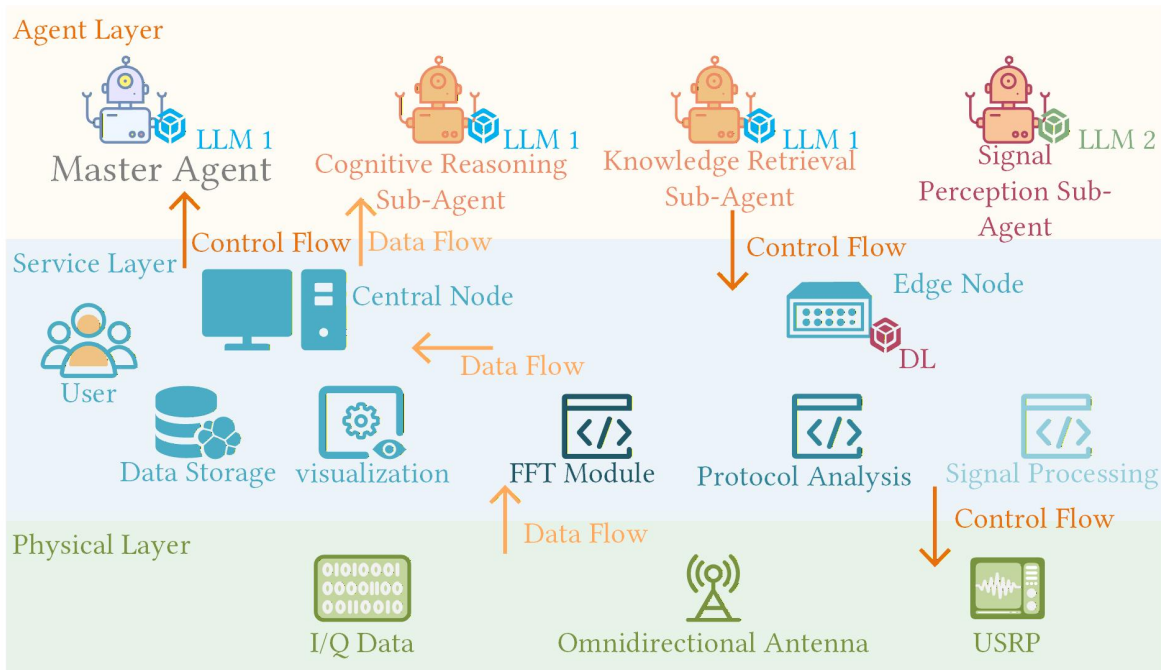 Agent Layer
LLM 1
LLM 1
LLM 1
LLM 2
Master Agent
Cognitive Reasoning
Sub-Agent
Knowledge Retrieval
Sub-Agent
Signal
Perception Sub-
Agent
Control Flow
Data Flow
Control Flow
Service Layer
Central Node
Edge Node
DL
Data Flow
User
Data Storage
visualization
</>
FFT Module
</>
Protocol Analysis
</>
Signal Processing
Data Flow
Control Flow
Physical Layer
01010001
00001100
00110010
I/Q Data
Omnidirectional Antenna
USRP